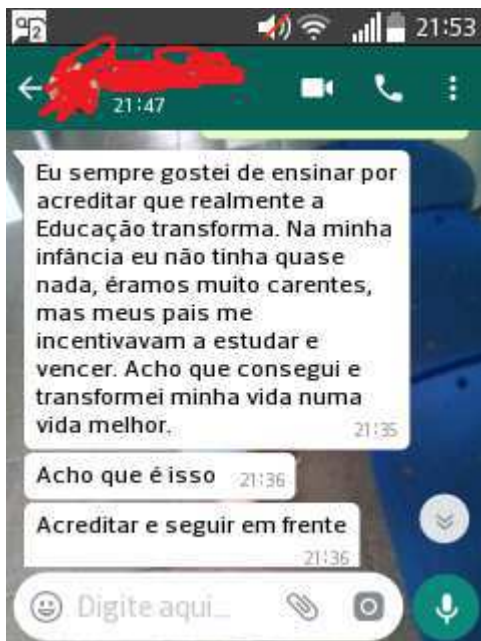 21:53
21:47
Eu sempre gostei de ensinar por
acreditar que realmente a
Educação transforma. Na minha
infância eu não tinha quase
nada, éramos muito carentes,
mas meus pais me
incentivavam a estudar e
vencer. Acho que consegui e
transformei minha vida numa
vida melhor.
21:35
Acho que é isso 21:36
Acreditar e seguir em frente
21:36
Digite aqui...